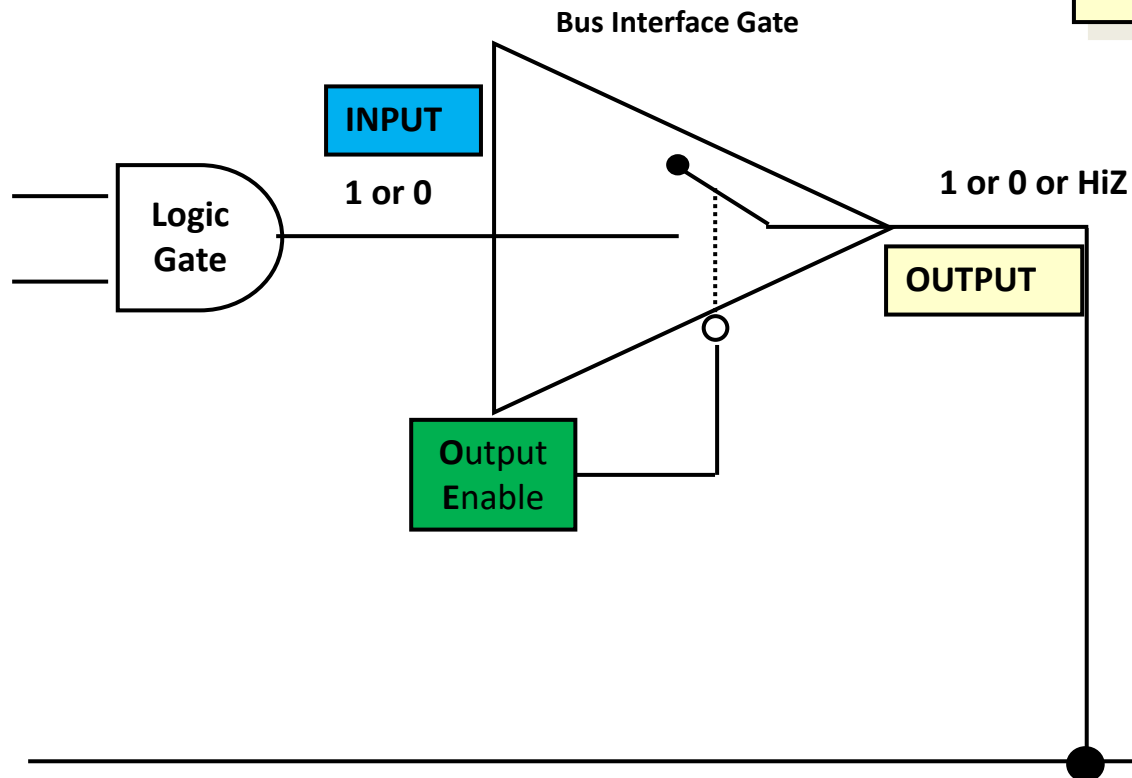 Bus Interface Gate
INPUT
1 or 0
Logic
Gate
1 or 0 or HiZ
OUTPUT
Output
Enable